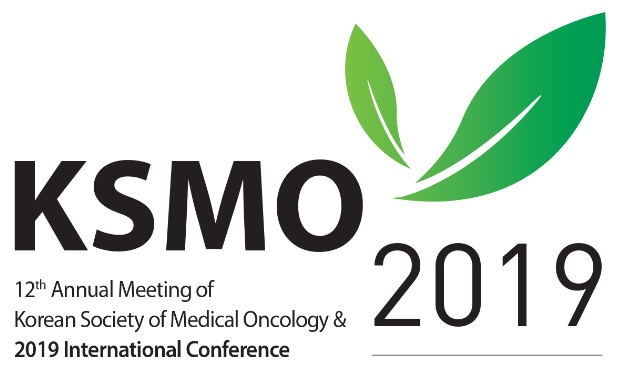 KSMO
2019
12th Annual Meeting of
Korean Society of Medical Oncology &
2019 International Conference